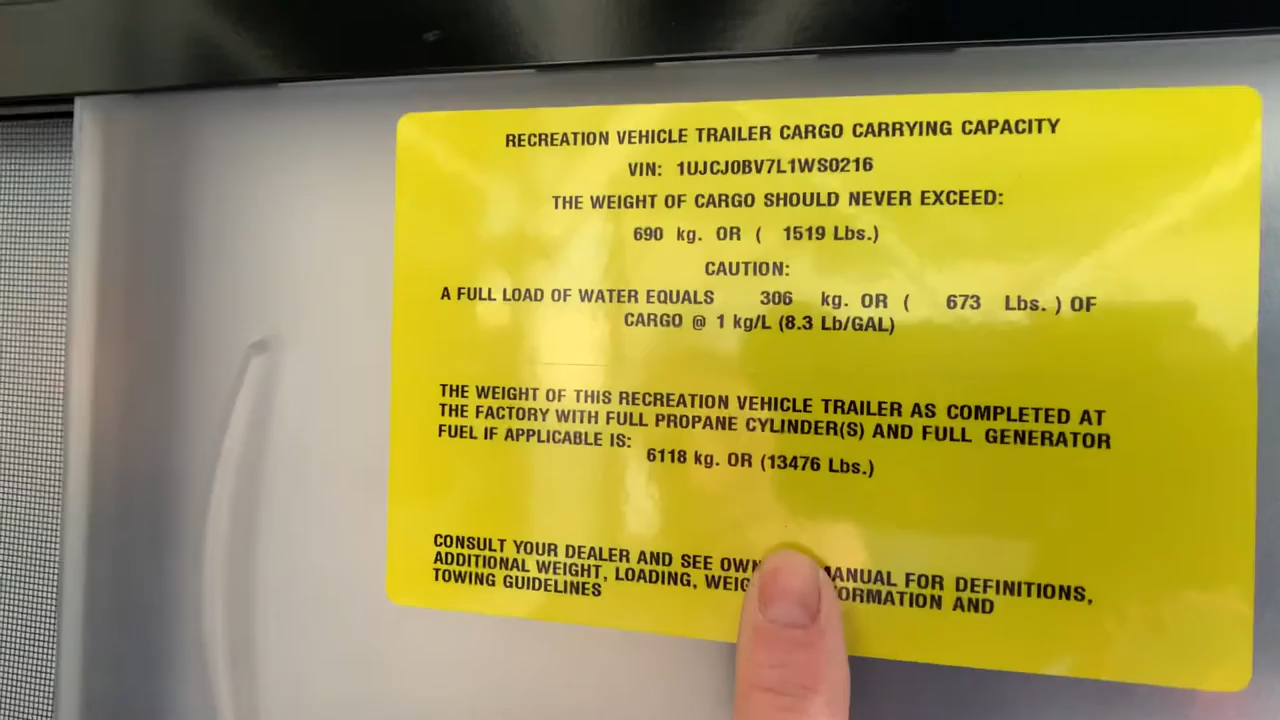 RECREATION VEHICLE TRAILER CARGO CARRYING CAPACITY
VIN: 1UJCJ0BV7L1WS0216
THE WEIGHT OF CARGO SHOULD NEVER EXCEED:
690 kg. OR ( 1519 Lbs.)
CAUTION:
A FULL LOAD OF WATER EQUALS 306 kg. OR ( 673 Lbs. ) OF
CARGO @ 1 kg/L (8.3 Lb/GAL)
THE WEIGHT OF THIS RECREATION VEHICLE TRAILER AS COMPLETED AT
THE FACTORY WITH FULL PROPANE CYLINDER(S) AND FULL GENERATOR
FUEL IF APPLICABLE IS:
6118 kg. OR (13476 Lbs.)
CONSULT YOUR DEALER AND SEE FOR DEFINITIONS,
ADDITIONAL WEIGHT, LOADING, AND
TOWING GUIDELINES